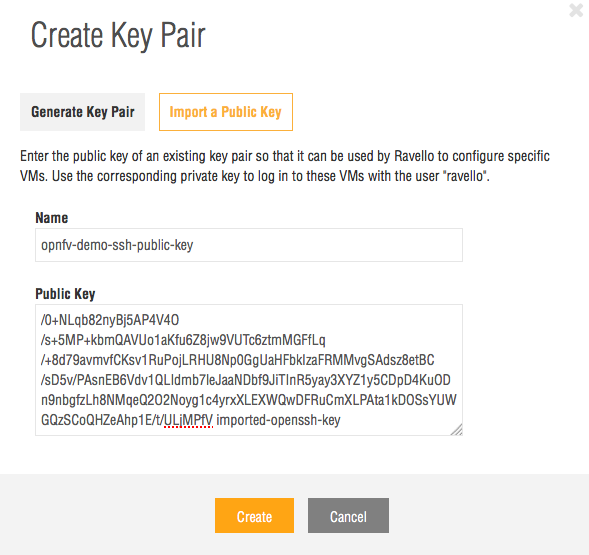 Create Key Pair
Generate Key Pair
Import a Public Key
Enter the public key of an existing key pair so that it can be used by Ravello to configure specific
VMs. Use the corresponding private key to log in to these VMs with the user "ravello".
Name
opnfv-demo-ssh-public-key
Public Key
/0+NLqb82nyBj5AP4V4O
/s+5MP+kbmQAVUo1aKfu6Z8jw9VUTc6ztmMGFfLq
/+8d79avmvfCKsv1RuPojLRHU8Np0GgUaHFbkIzaFRMMvgSAdsz8etBC
/sD5v/PAsnEB6Vdv1QLIdmb7leJaaNDbf9JiTInR5yay3XYZ1y5CDpD4KuOD
n9nbgfzLh8NMqeQ2O2Noyg1c4yrxXLEXWQwDFRuCmXLPAta1kDOSsYUW
GQzSCoQHZeAhp1E/t/ULjMPfV imported-openssh-key
Create
Cancel